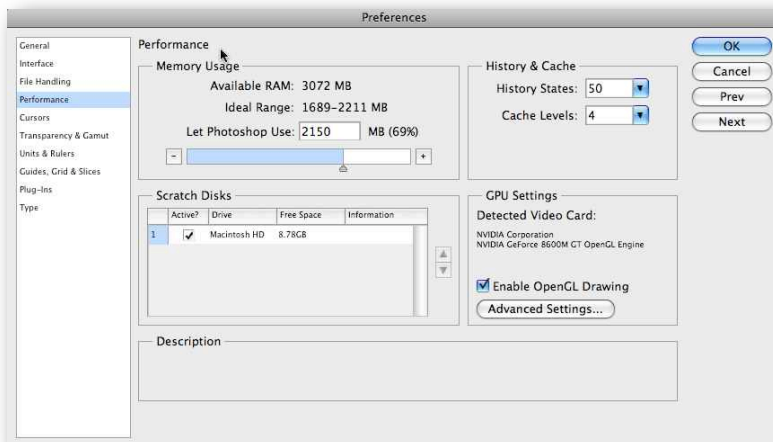 Preferences
General
Interface
File Handling
Performance
Cursors
Transparency & Gamut
Units & Rulers
Guides, Grid & Slices
Plug-Ins
Type
Performance
Memory Usage
Available RAM: 3072 MB
Ideal Range: 1689-2211 MB
Let Photoshop Use: 2150 MB (69%)
- +
History & Cache
History States: 50
Cache Levels: 4
OK
Cancel
Prev
Next
Scratch Disks
Active? Drive Free Space Information
1 Macintosh HD 8.78GB
GPU Settings
Detected Video Card:
NVIDIA Corporation
NVIDIA GeForce 8600M GT OpenGL Engine
Enable OpenGL Drawing
Advanced Settings...
Description